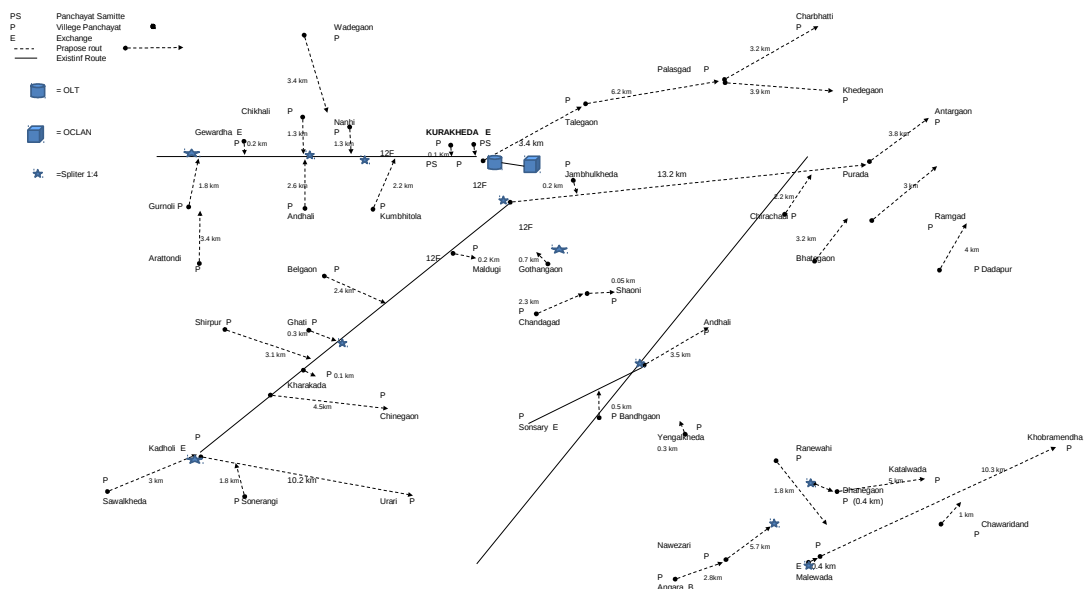 PS Panchayat Samitte
P Villege Panchayat
E Exchange
Prapose rout
Existinf Route
= OLT
= OCLAN
=Spliter 1:4
Wadegaon
P
3.4 km
Charbhatti
P
3.2 km
Palasgad P
6.2 km
3.9 km
Khedegaon
P
P
Talegaon
Antargaon
P
3.8 km
Chikhali P
1.3 km
Nanhi
P
1.3 km
Gewardha E
P 0.2 km
KURAKHEDA E
P PS
0.1 Km
PS P
3.4 km
12F
12F
P
Jambhulkheda
0.2 km
13.2 km
Purada
3 km
1.8 km
2.6 km
2.2 km
Gurnoli P
P
Andhali
P
Kumbhitola
2.2 km
Chirachati P
Ramgad
P
3.4 km
Arattondi
P
12F
12F
P
0.2 Km
Maldugi
0.7 km
Gothangaon
3.2 km
Bhatagaon
4 km
P Dadapur
Belgaon P
2.4 km
0.05 km
Shaoni
P
2.3 km
P
Chandagad
Shirpur P
3.1 km
Ghati P
0.3 km
Andhali
P
3.5 km
P 0.1 km
Kharakada
4.5km
P
Chinegaon
P
Sonsary E
0.5 km
P Bandhgaon
P
Yengalkheda
0.3 km
P
Kadholi E
P
3 km
Sawalkheda
1.8 km
P Sonerangi
10.2 km
Urari P
Ranewahi
P
1.8 km
Katalwada
5 km P
Dhanegaon
P (0.4 km)
Khobramendha
P
10.3 km
1 km
Chawaridand
P
Nawezari
P
5.7 km
P
2.8km
Angara B
P
E 0.4 km
Malewada